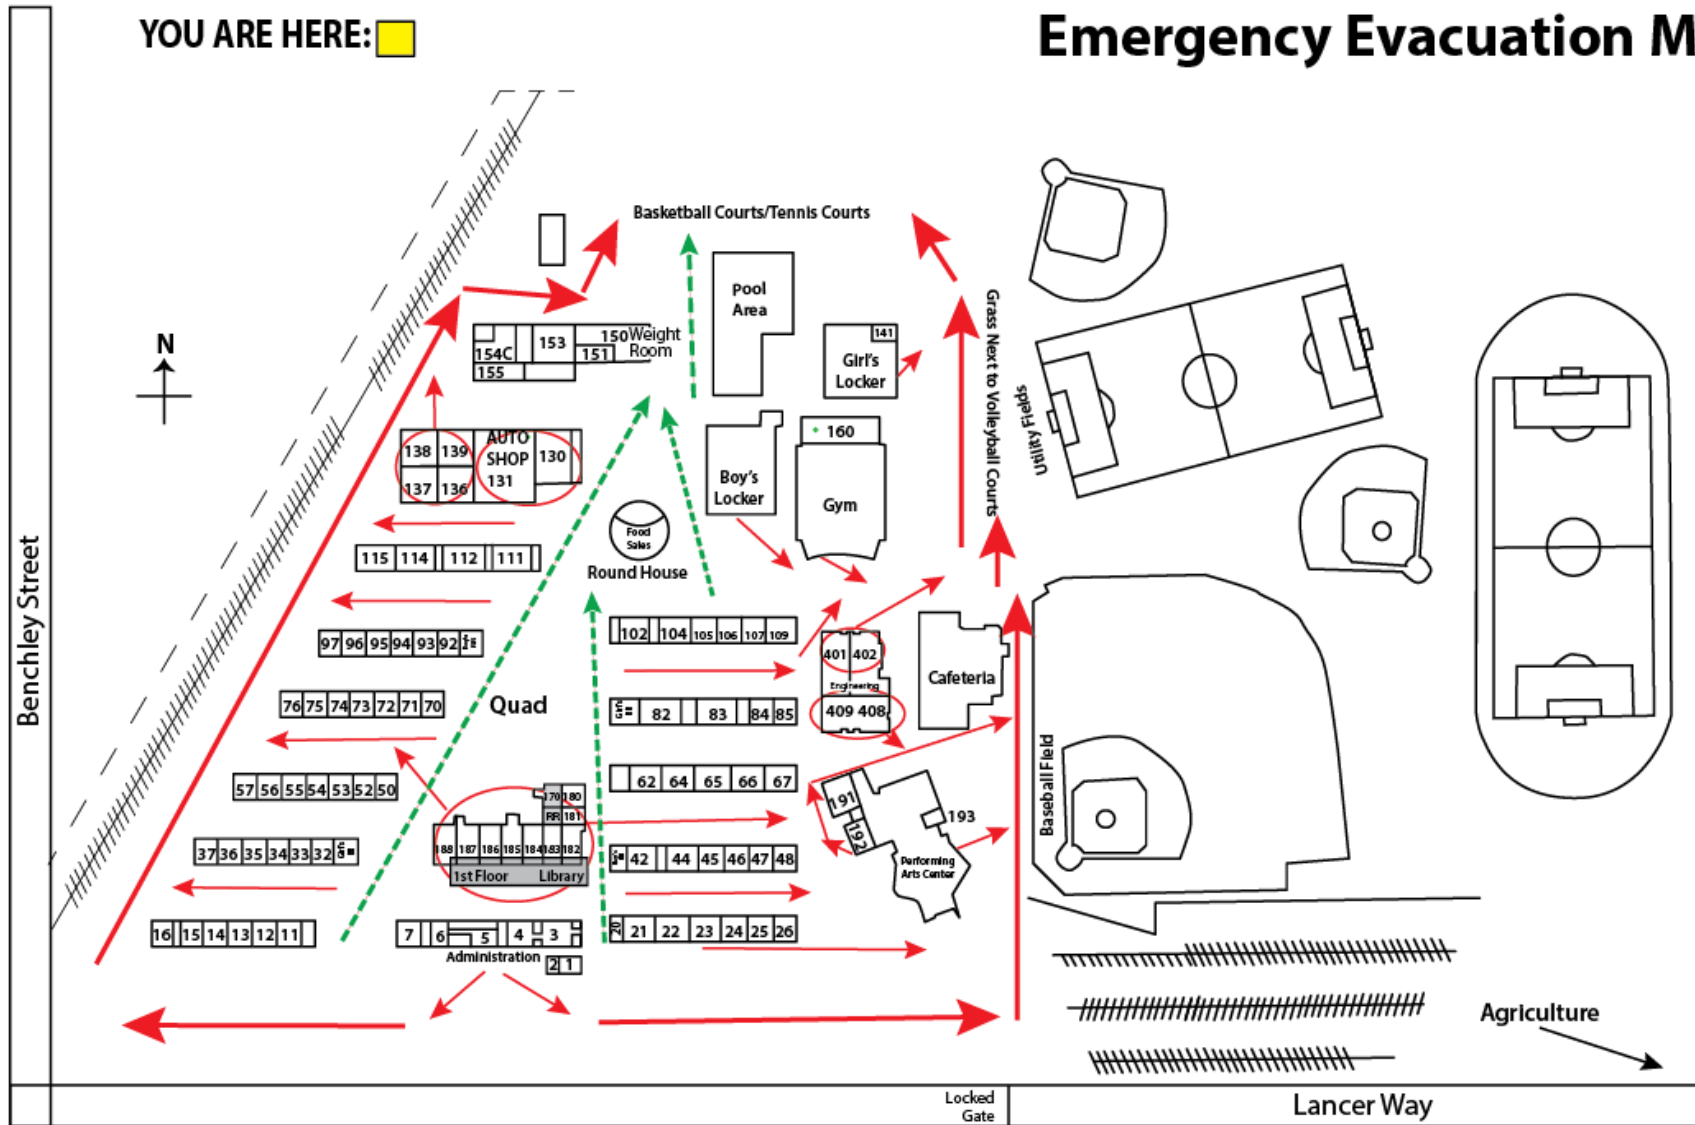 YOU ARE HERE:
Emergency Evacuation M
Basketball Courts/Tennis Courts
Pool
Area
N
154C
153
150
Weight
Room
151
155
141
Girl's
Locker
Grass Next to Volleyball Courts
Utility Fields
138
139
137
136
AUTO
SHOP
131
130
160
Boy's
Locker
Gym
Food
Sales
Round House
115 114 112 111
Benchley Street
97 96 95 94 93 92
102 104 105 106 107 109
401 402
Engineering
409 408
Cafeteria
76 75 74 73 72 71 70
Quad
82 83 84 85
57 56 55 54 53 52 50
62 64 65 66 67
170 180
RR 181
188 187 186 185 184 183 182
1st Floor Library
191
192
193
Performing
Arts Center
Baseball Field
37 36 35 34 33 32
42 44 45 46 47 48
16 15 14 13 12 11
7 6 5 4 3
Administration
2 1
20 21 22 23 24 25 26
Agriculture
Locked
Gate
Lancer Way